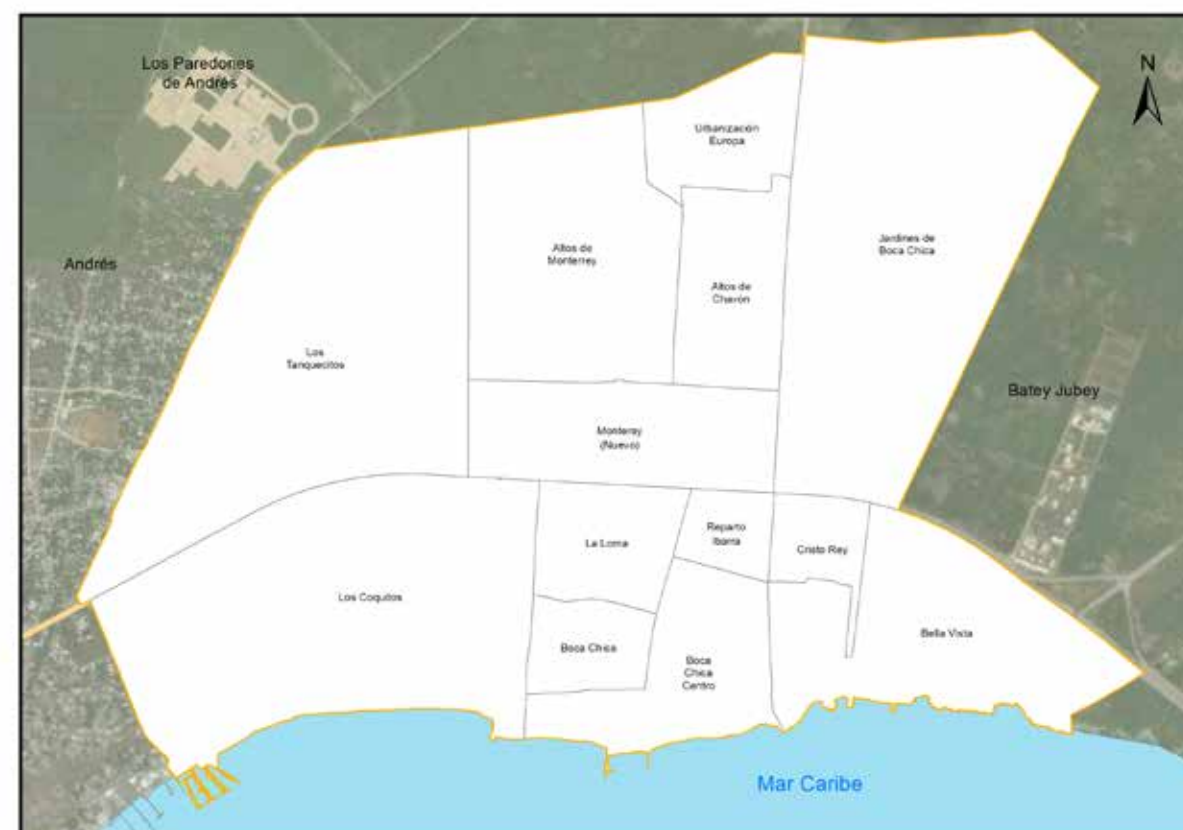 Los Paredones
de Andrés
N
Urbanización
Europa
Altos de
Monterrey
Jardines de
Boca Chica
Andrés
Altos de
Chavón
Los
Tanquecitos
Batey Jubey
Monterrey
(Nuevo)
La Loma
Reparto
Ibarra
Cristo Rey
Los Coquitos
Bella Vista
Boca Chica
Boca
Chica
Centro
Mar Caribe